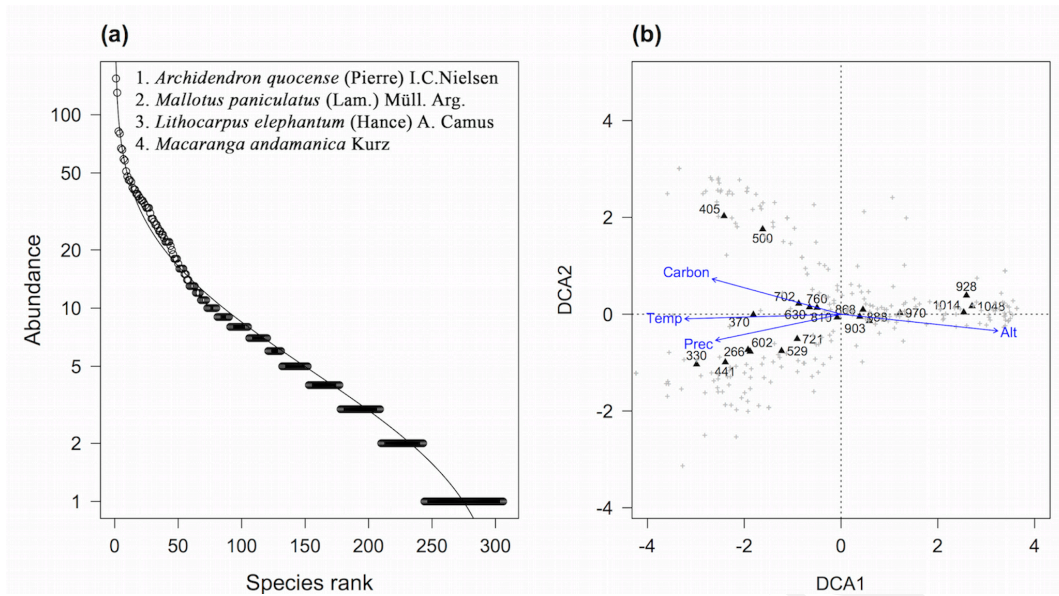 (a)
1. Archidendron quocense (Pierre) I.C.Nielsen
2. Mallotus paniculatus (Lam.) Müll. Arg.
3. Lithocarpus elephantum (Hance) A. Camus
4. Macaranga andamanica Kurz
Abundance
100
50
20
10
5
2
1
0 50 100 150 200 250 300
Species rank
(b)
DCA2
4
2
0
-2
-4
405
500
Carbon
702 760 868
928
1014 1048
Temp 370 630 819 988 970
903 Alt
Prec 721
330 266 602 529
441
-4 -2 0 2 4
DCA1